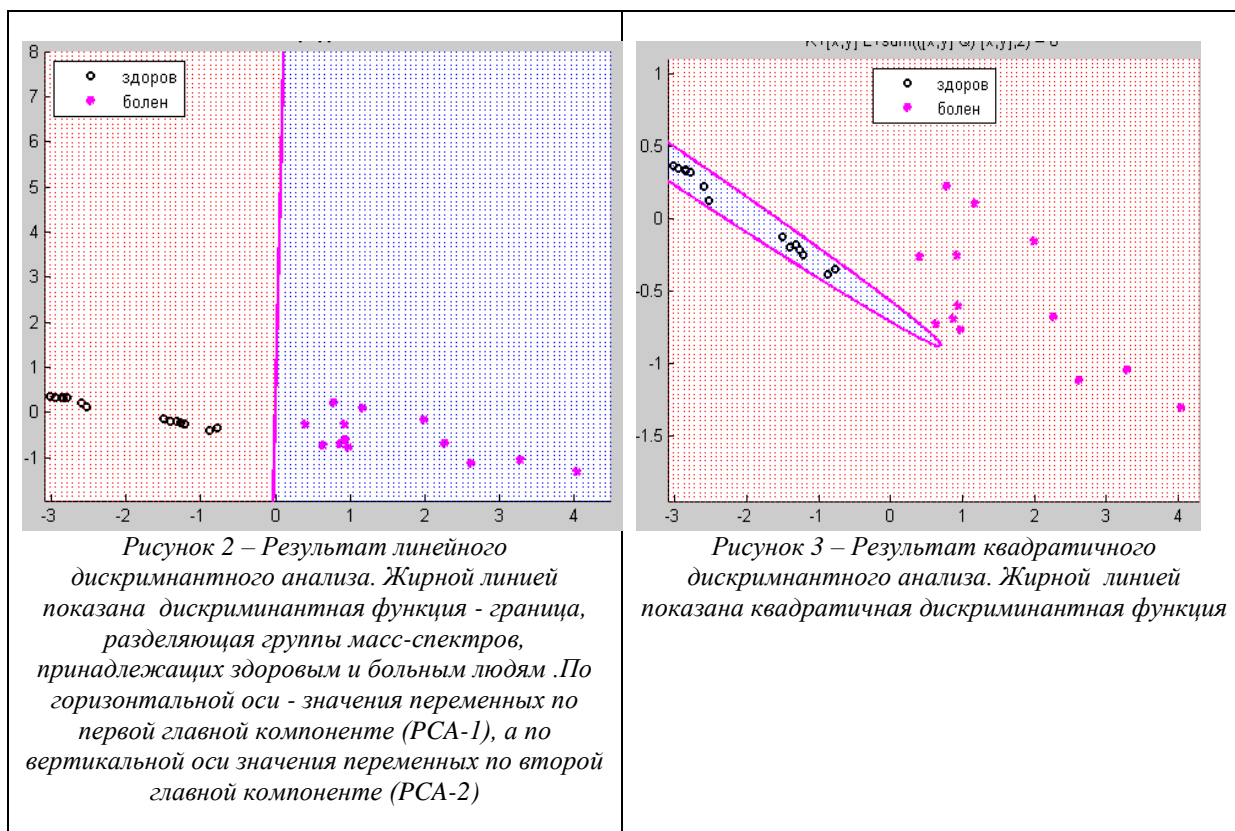 8
7
6
5
4
3
2
1
0
-1
здоров
болен
-3
-2
-1
0
1
2
3
4
Рисунок 2 – Результат линейного
дискримнантного анализа. Жирной линией
показана дискриминантная функция - граница,
разделяющая группы масс-спектров,
принадлежащих здоровым и больным людям .По
горизонтальной оси - значения переменных по
первой главной компоненте (PCA-1), а по
вертикальной оси значения переменных по второй
главной компоненте (PCA-2)
1
0.5
0
-0.5
-1
-1.5
здоров
болен
-3
-2
-1
0
1
2
3
4
Рисунок 3 – Результат квадратичного
дискримнантного анализа. Жирной линией
показана квадратичная дискриминантная функция